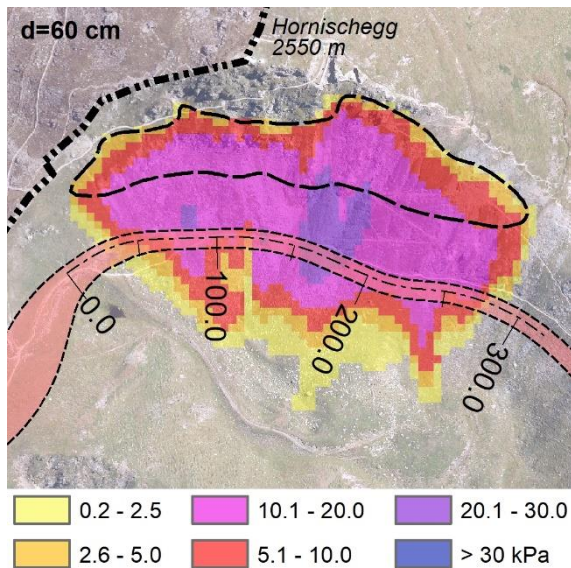 d=60 cm
Hornischegg
2550 m
0.0
100.0
200.0
300.0
0.2 - 2.5
10.1 - 20.0
20.1 - 30.0
2.6 - 5.0
5.1 - 10.0
> 30 kPa